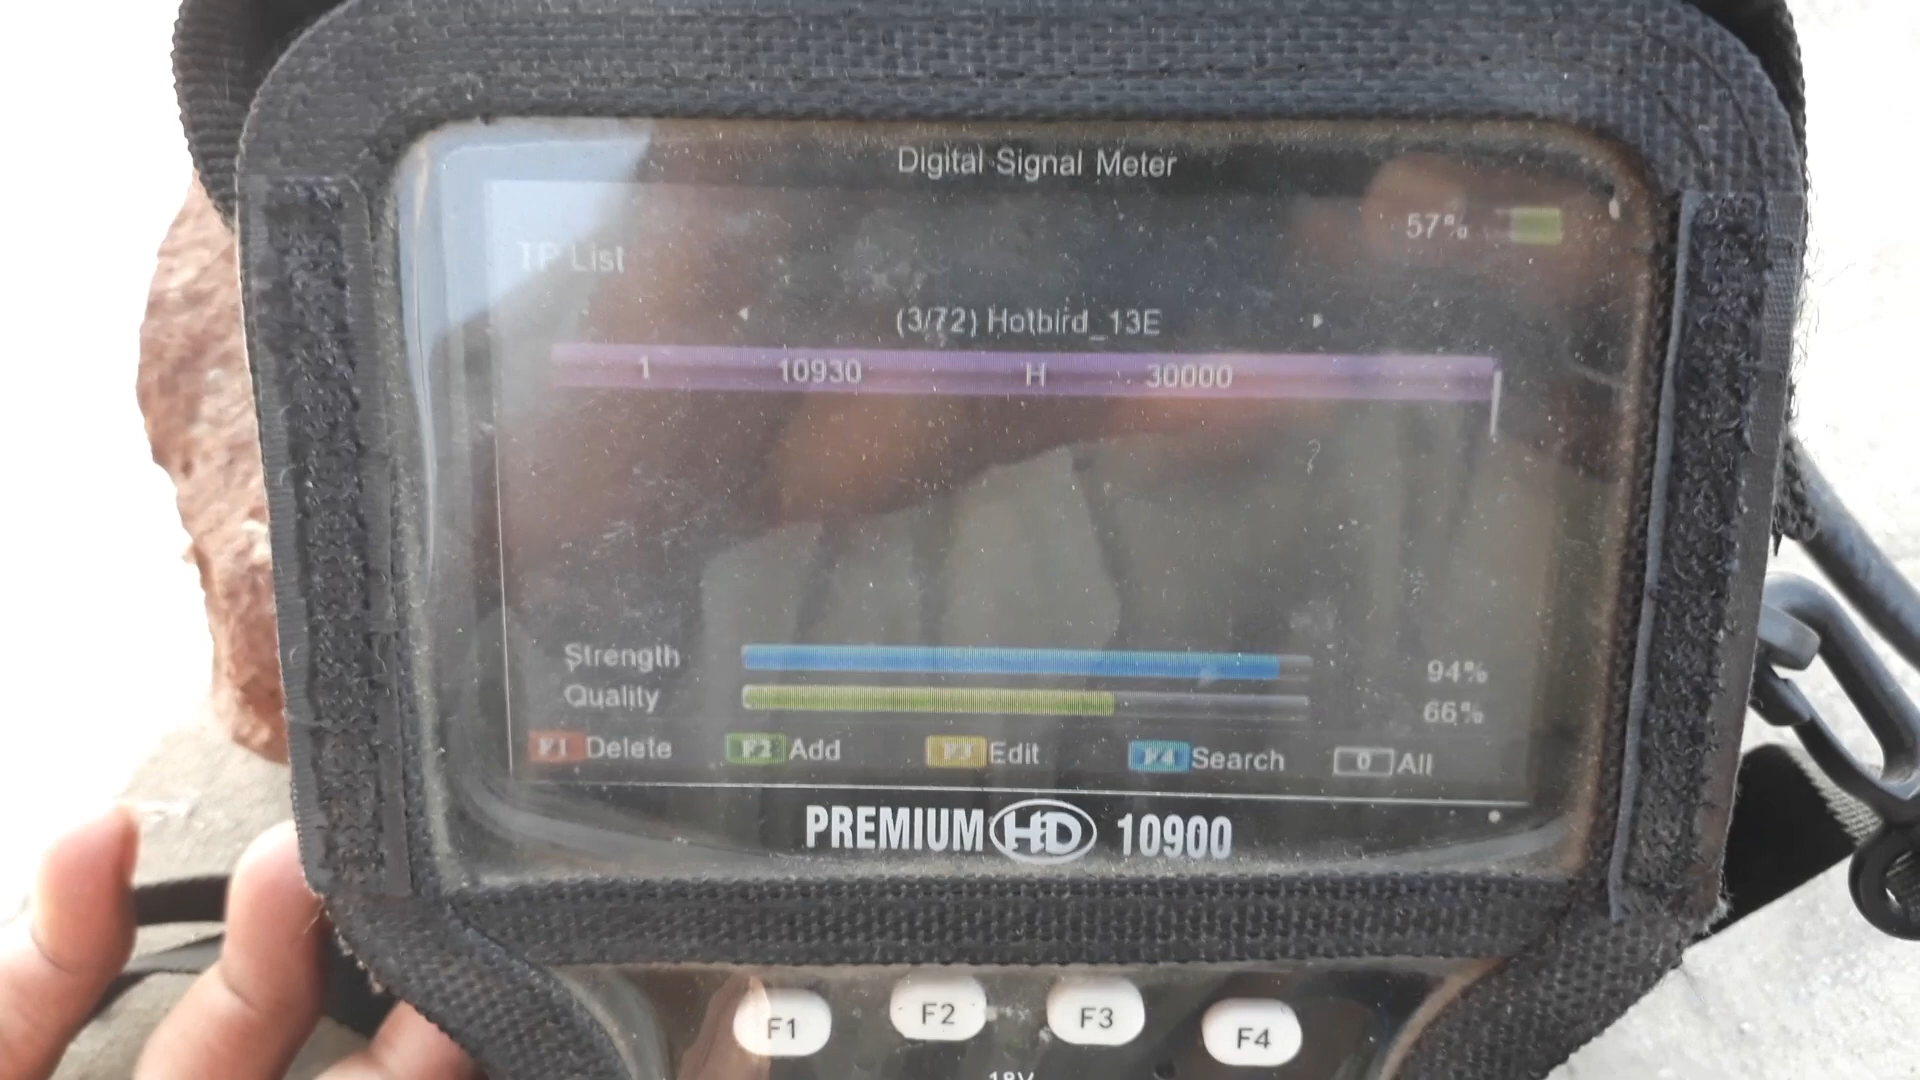 Digital Signal Meter
57%
TP List
(3/72) Hotbird_13E
1 10930 H 30000
Strength 94%
Quality 66%
F1 Delete F2 Add F3 Edit F4 Search 0 All
PREMIUM HD 10900
F1 F2 F3 F4
18V